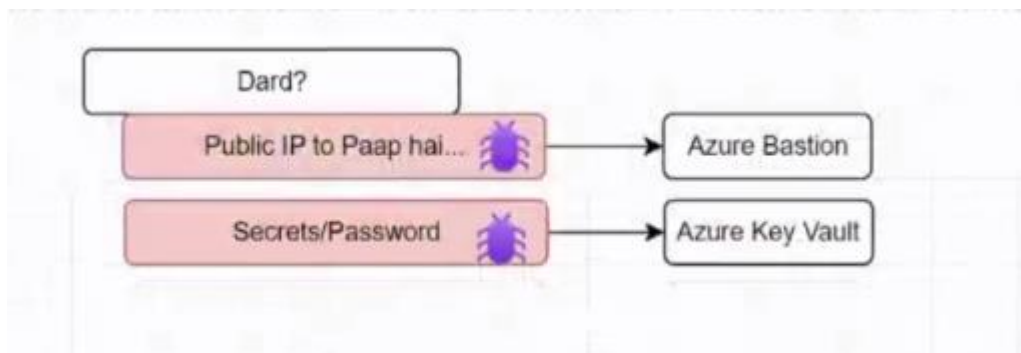 Dard?
Public IP to Paap hai...
Azure Bastion
Secrets/Password
Azure Key Vault